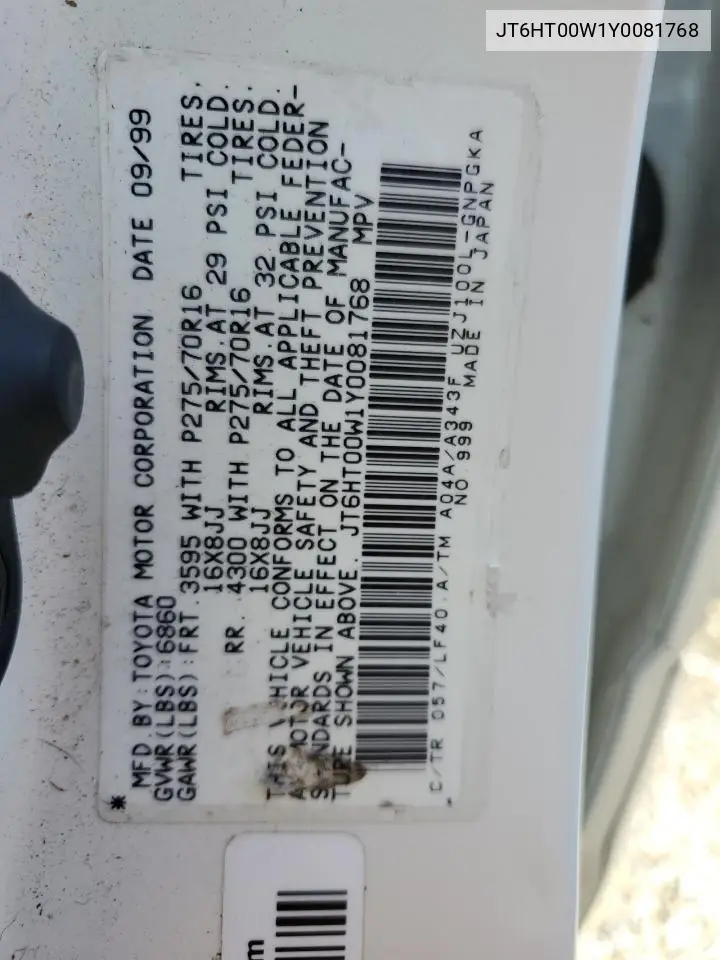 JT6HT00W1Y0081768
MFD.BY:TOYOTA MOTOR CORPORATION DATE 09/99
GVWR(LBS):6860
GAWR(LBS):FRT.3595 WITH P275/70R16 TIRES,
16X8JJ RIMS,AT 29 PSI COLD.
RR. 4300 WITH P275/70R16 TIRES,
16X8JJ RIMS,AT 32 PSI COLD.
THIS VEHICLE CONFORMS TO ALL APPLICABLE FEDER-
AL MOTOR VEHICLE SAFETY AND THEFT PREVENTION
STANDARDS IN EFFECT ON THE DATE OF MANUFAC-
TURE SHOWN ABOVE. JT6HT00W1Y0081768 MPV
C/TR 057/LF40 A/TM A04A/A343F UZJ100L-GNPGKA
NO.999 MADE IN JAPAN
*
m